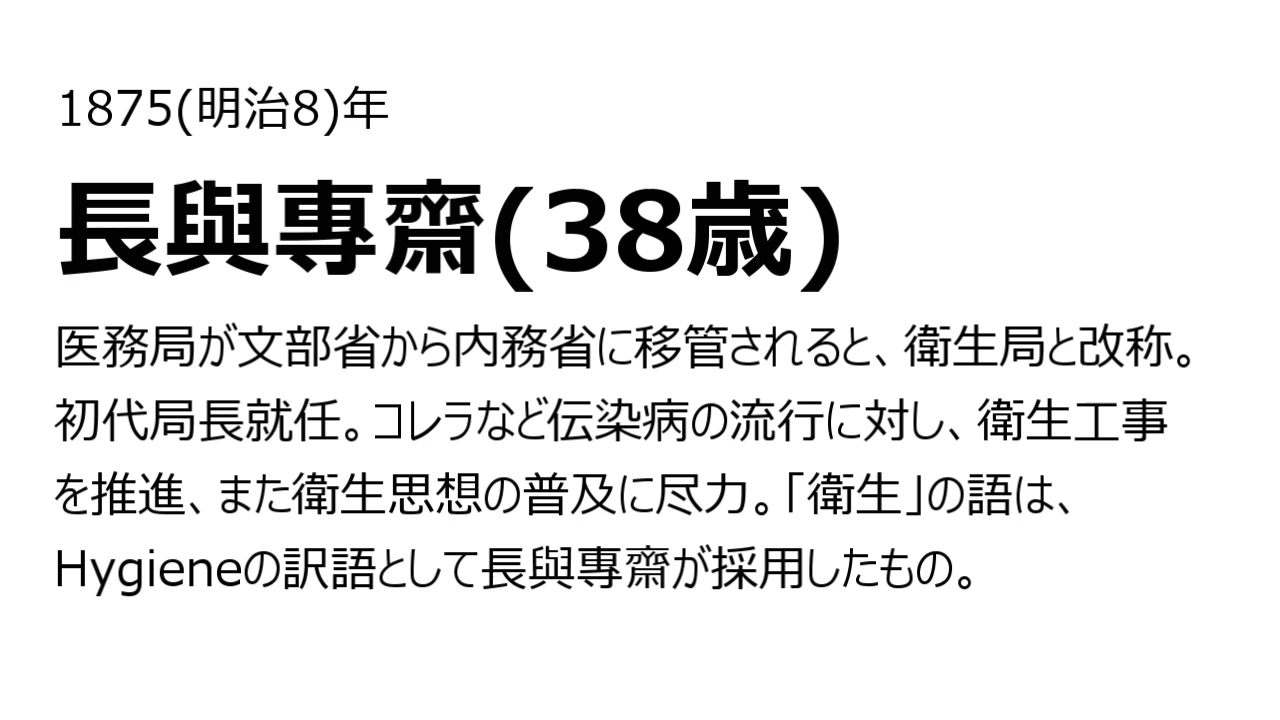 1875(明治8)年
長與專齋(38歳)
医務局が文部省から内務省に移管されると、衛生局と改称。
初代局長就任。コレラなど伝染病の流行に対し、衛生工事
を推進、また衛生思想の普及に尽力。「衛生」の語は、
Hygieneの訳語として長與專齋が採用したもの。